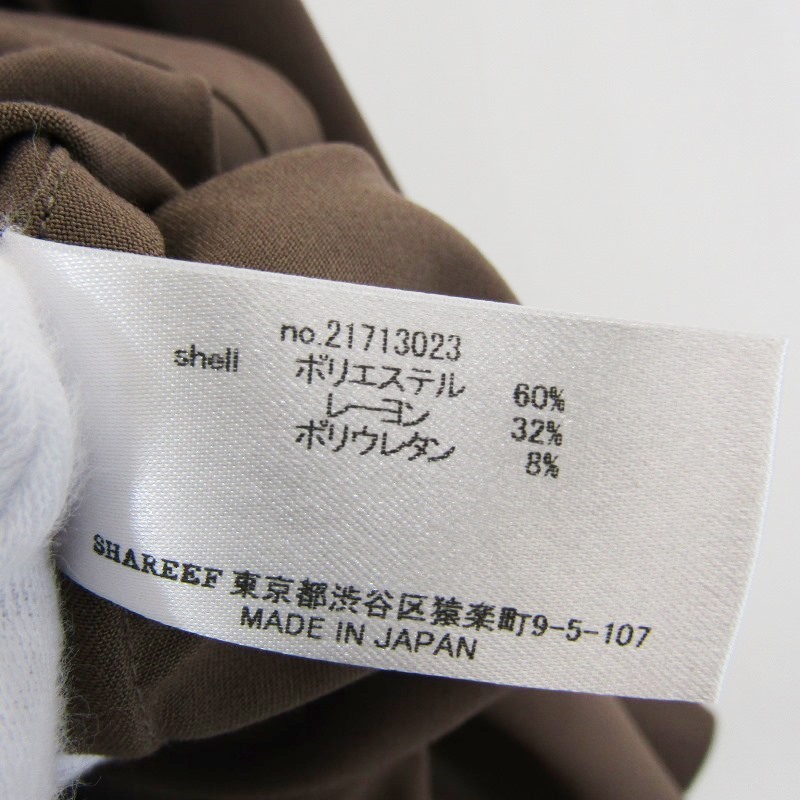 no.21713023
shell ポリエステル 60%
レーヨン 32%
ポリウレタン 8%
SHAREEF 東京都渋谷区猿楽町9-5-107
MADE IN JAPAN